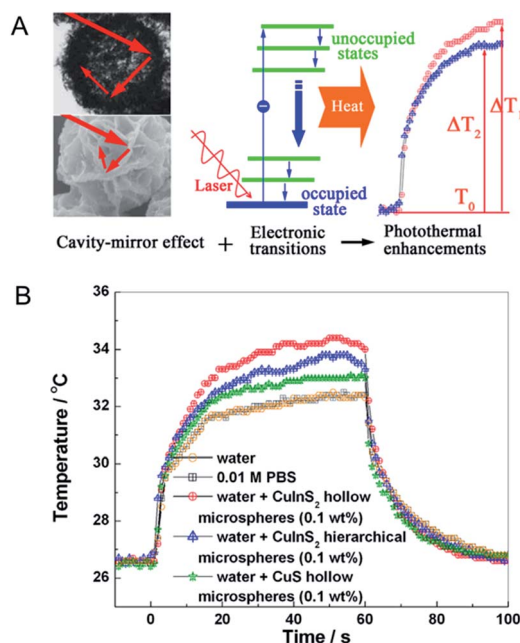 A
unoccupied
states
Heat
Laser
occupied
state
ΔT₁
ΔT₂
T₀
Cavity-mirror effect + Electronic transitions → Photothermal enhancements
B
Temperature / °C
36
34
32
30
28
26
water
0.01 M PBS
water + CuInS₂ hollow
microspheres (0.1 wt%)
water + CuInS₂ hierarchical
microspheres (0.1 wt%)
water + CuS hollow
microspheres (0.1 wt%)
0 20 40 60 80 100
Time / s